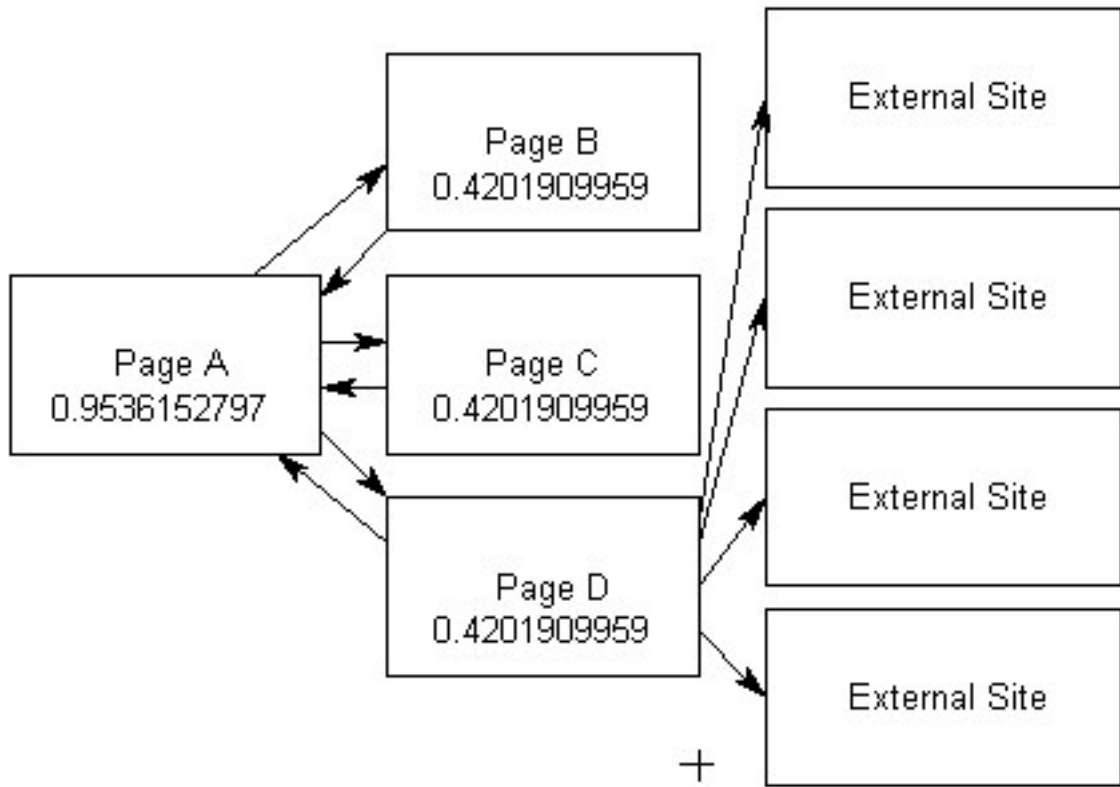 External Site
Page B
0.4201909959
External Site
Page A
0.9536152797
Page C
0.4201909959
External Site
Page D
0.4201909959
External Site